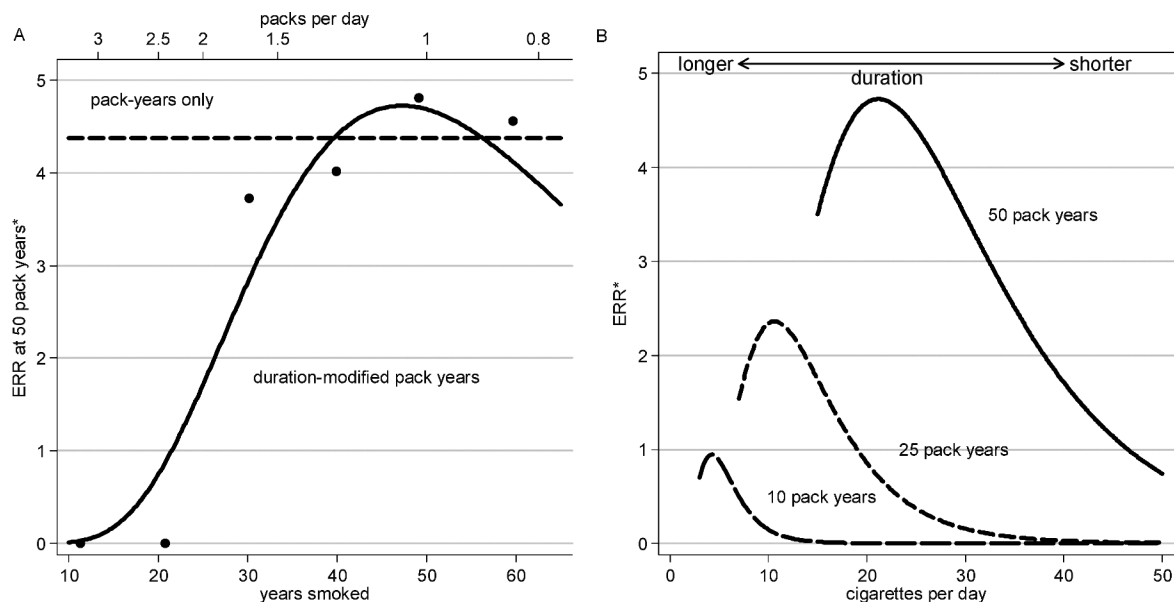 A
packs per day
3 2.5 2 1.5 1 0.8
5
4
3
2
1
0
ERR at 50 pack years*
pack-years only
duration-modified pack years
10 20 30 40 50 60
years smoked
B
longer shorter
duration
5
4
3
2
1
0
ERR*
50 pack years
25 pack years
10 pack years
0 10 20 30 40 50
cigarettes per day